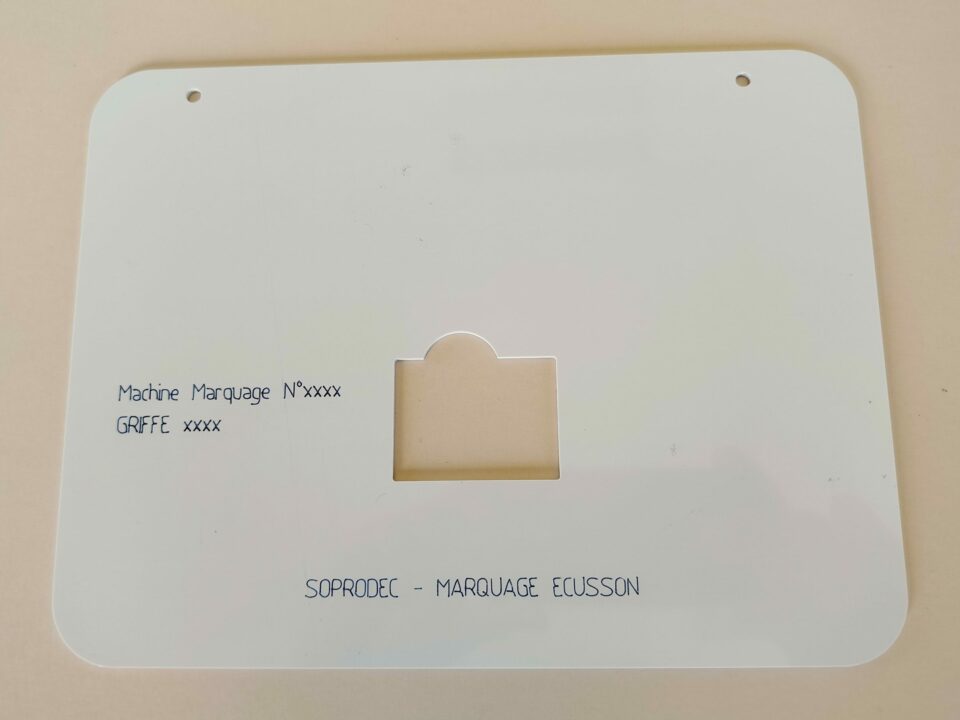 Machine Marquage N°xxxx
GRIFFE xxxx
SOPRODEC - MARQUAGE ECUSSON